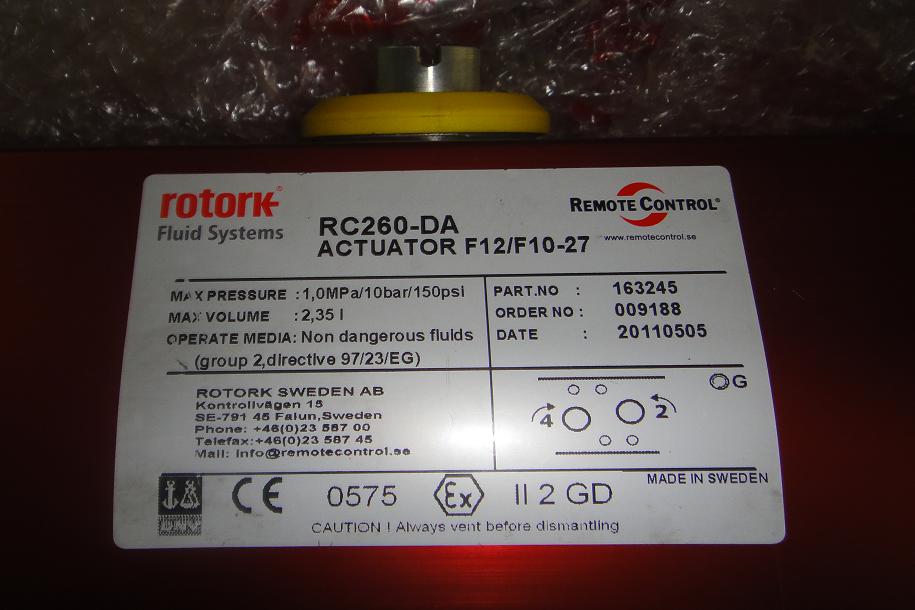 rotork®
Fluid Systems
RC260-DA
ACTUATOR F12/F10-27
REMOTE CONTROL®
www.remotecontrol.se
MAX PRESSURE : 1,0MPa/10bar/150psi
MAX VOLUME : 2,35 l
OPERATE MEDIA: Non dangerous fluids
(group 2,directive 97/23/EG)
PART.NO : 163245
ORDER NO : 009188
DATE : 20110505
ROTORK SWEDEN AB
Kontrollvägen 15
SE-791 45 Falun,Sweden
Phone: +46(0)23 587 00
Telefax:+46(0)23 587 45
Mail: info@remotecontrol.se
G
4 2
MADE IN SWEDEN
DNV
CE 0575 Ex II 2 GD
CAUTION ! Always vent before dismantling